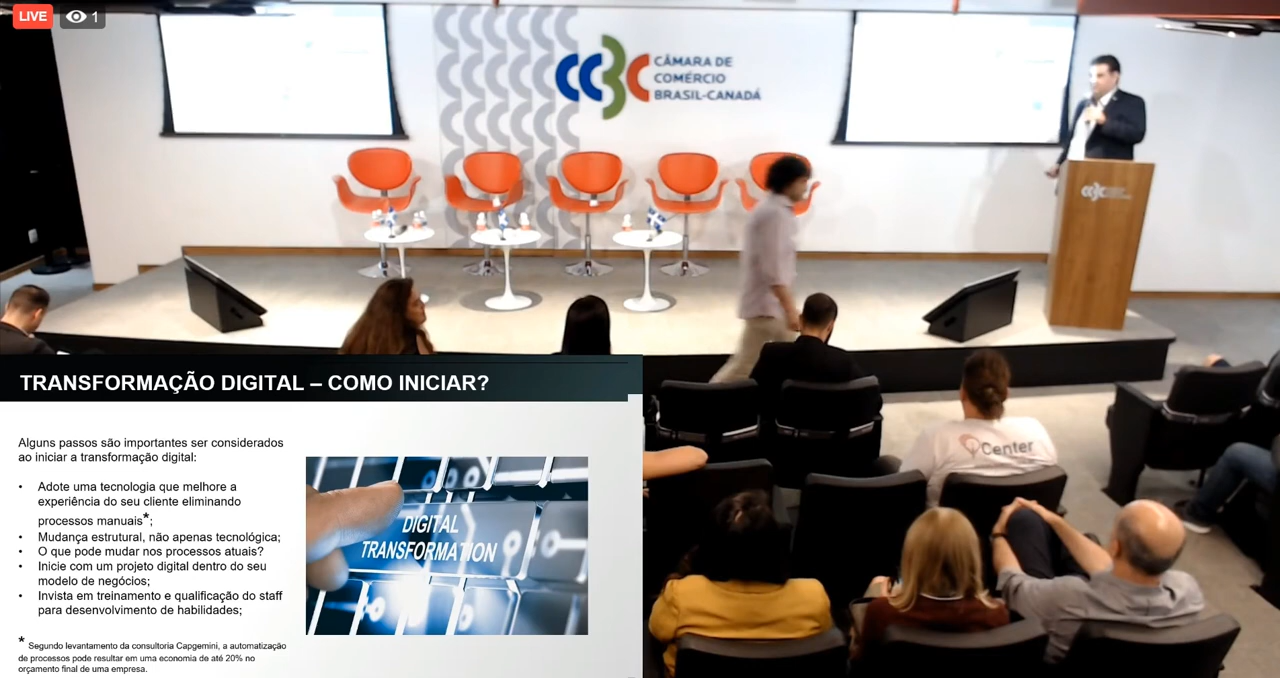 LIVE
1
CÂMARA DE
COMÉRCIO
BRASIL-CANADÁ
Center
TRANSFORMAÇÃO DIGITAL – COMO INICIAR?
Alguns passos são importantes ser considerados
ao iniciar a transformação digital:
• Adote uma tecnologia que melhore a
experiência do seu cliente eliminando
processos manuais*;
• Mudança estrutural, não apenas tecnológica;
• O que pode mudar nos processos atuais?
• Inicie com um projeto digital dentro do seu
modelo de negócios;
• Invista em treinamento e qualificação do staff
para desenvolvimento de habilidades;
* Segundo levantamento da consultoria Capgemini, a automatização
de processos pode resultar em uma economia de até 20% no
orçamento final de uma empresa.
DIGITAL
TRANSFORMATION